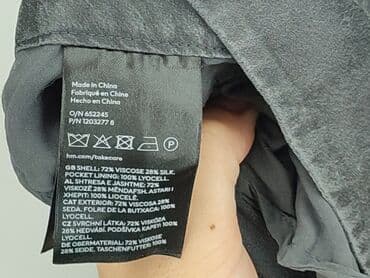 Made in China
Fabriqué en Chine
Hecho en China
O/N 652245
P/N 1203277 8
hm.com/takecare
GB SHELL: 72% VISCOSE 28% SILK.
POCKET LINING: 100% LYOCELL.
AL SHTRESA E JASHTME: 72%
VISKOZË 28% MËNDAFSH. ASTARI I
XHEPIT: 100% LIOCELË.
CAT EXTERIOR: 72% VISCOSA 28%
SEDA. FOLRE DE LA BUTXACA: 100%
LYOCELL.
CZ SVRCHNÍ LÁTKA: 72% VISKÓZA
28% HEDVÁBÍ. PODŠÍVKA KAPES: 100%
LYOCELL.
DE OBERMATERIAL: 72% VISKOSE
28% SEIDE. TASCHENFUTTER: 100%